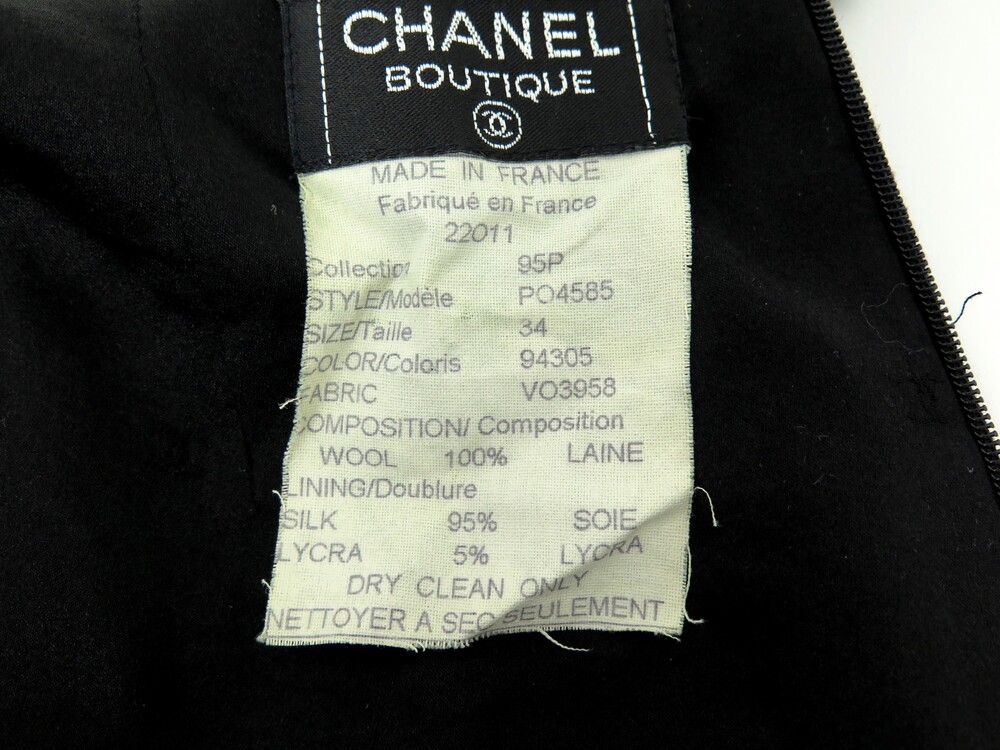 CHANEL
BOUTIQUE
MADE IN FRANCE
Fabriqué en France
22011
Collection 95P
STYLE/Modèle PO4585
SIZE/Taille 34
COLOR/Coloris 94305
FABRIC VO3958
COMPOSITION/ Composition
WOOL 100% LAINE
LINING/Doublure
SILK 95% SOIE
LYCRA 5% LYCRA
DRY CLEAN ONLY
NETTOYER A SEC SEULEMENT